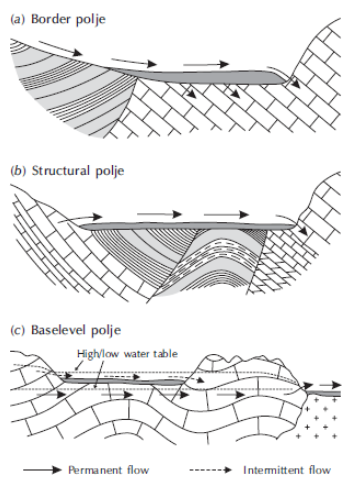 (a) Border polje
(b) Structural polje
(c) Baselevel polje
High/low water table
Permanent flow
Intermittent flow